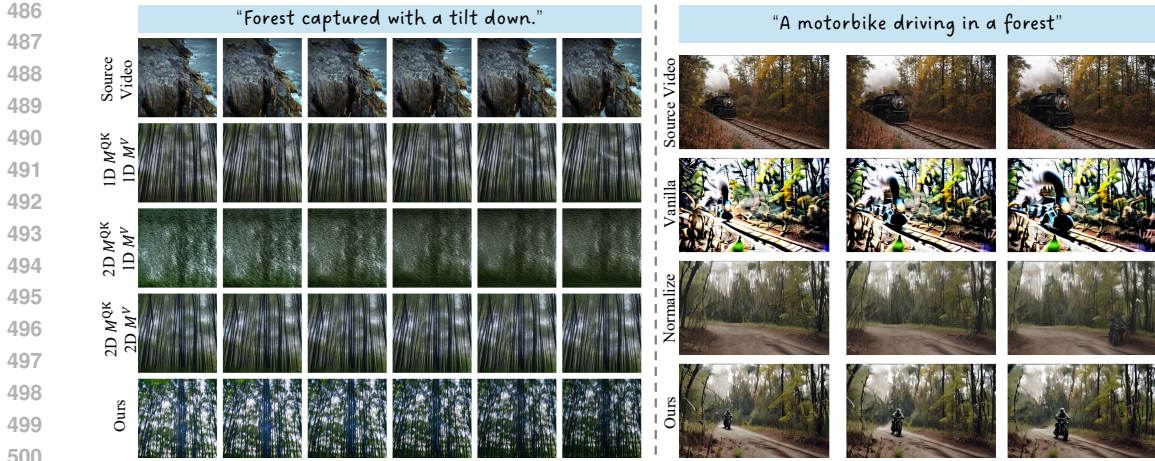 486
487
488
489
490
491
492
493
494
495
496
497
498
499
500
“Forest captured with a tilt down.”
Source
Video
1D M^QK
1D M^V
2D M^QK
1D M^V
2D M^QK
2D M^V
Ours
“A motorbike driving in a forest”
Source Video
Vanilla
Normalize
Ours